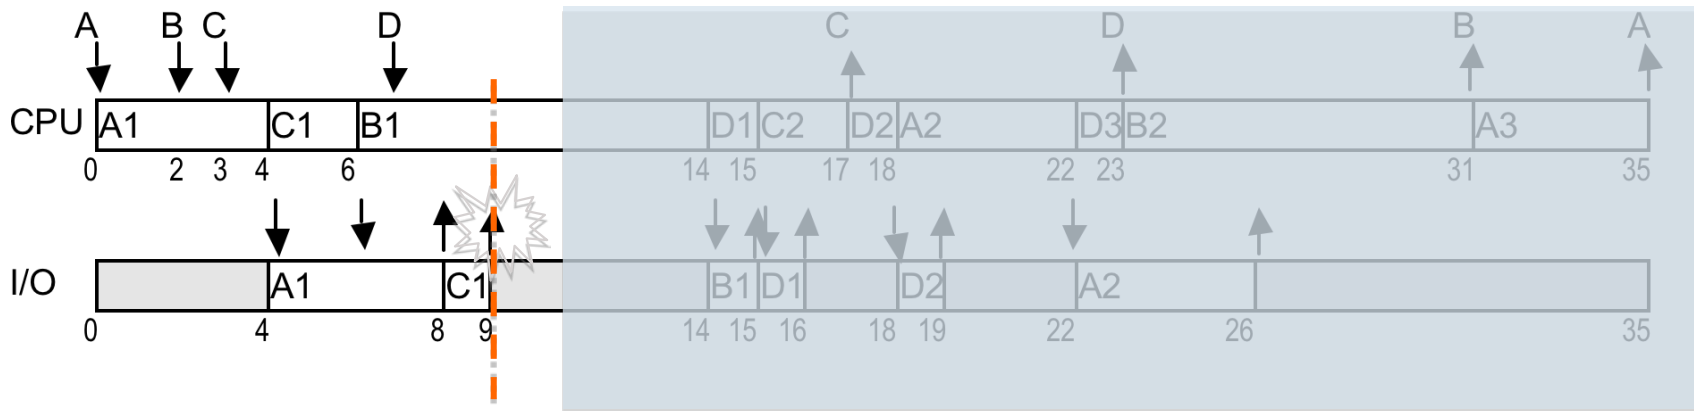 A B C D C D B A
CPU A1 C1 B1 D1 C2 D2 A2 D3 B2 A3
0 2 3 4 6 14 15 17 18 22 23 31 35
I/O A1 C1 B1 D1 D2 A2
0 4 8 9 14 15 16 18 19 22 26 35